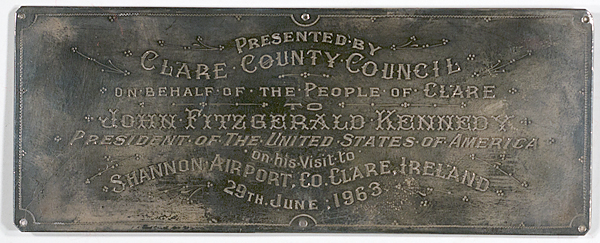 PRESENTED·BY
CLARE·COUNTY·COUNCIL
ON·BEHALF·OF THE PEOPLE OF CLARE
TO
JOHN FITZGERALD KENNEDY
PRESIDENT OF THE UNITED STATES OF AMERICA
on his Visit to
SHANNON AIRPORT, CO. CLARE, IRELAND
29TH. JUNE, 1963